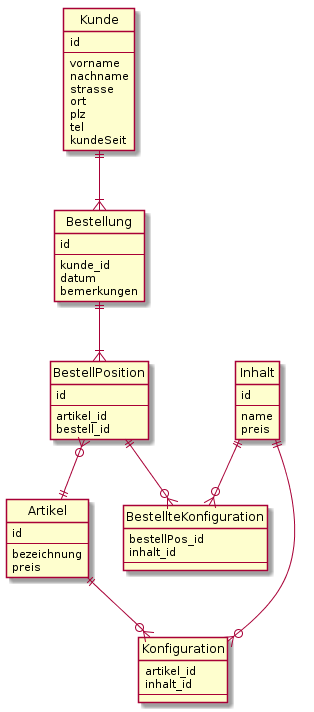 Kunde
id
vorname
nachname
strasse
ort
plz
tel
kundeSeit
Bestellung
id
kunde_id
datum
bemerkungen
BestellPosition
id
artikel_id
bestell_id
Inhalt
id
name
preis
Artikel
id
bezeichnung
preis
BestellteKonfiguration
bestellPos_id
inhalt_id
Konfiguration
artikel_id
inhalt_id